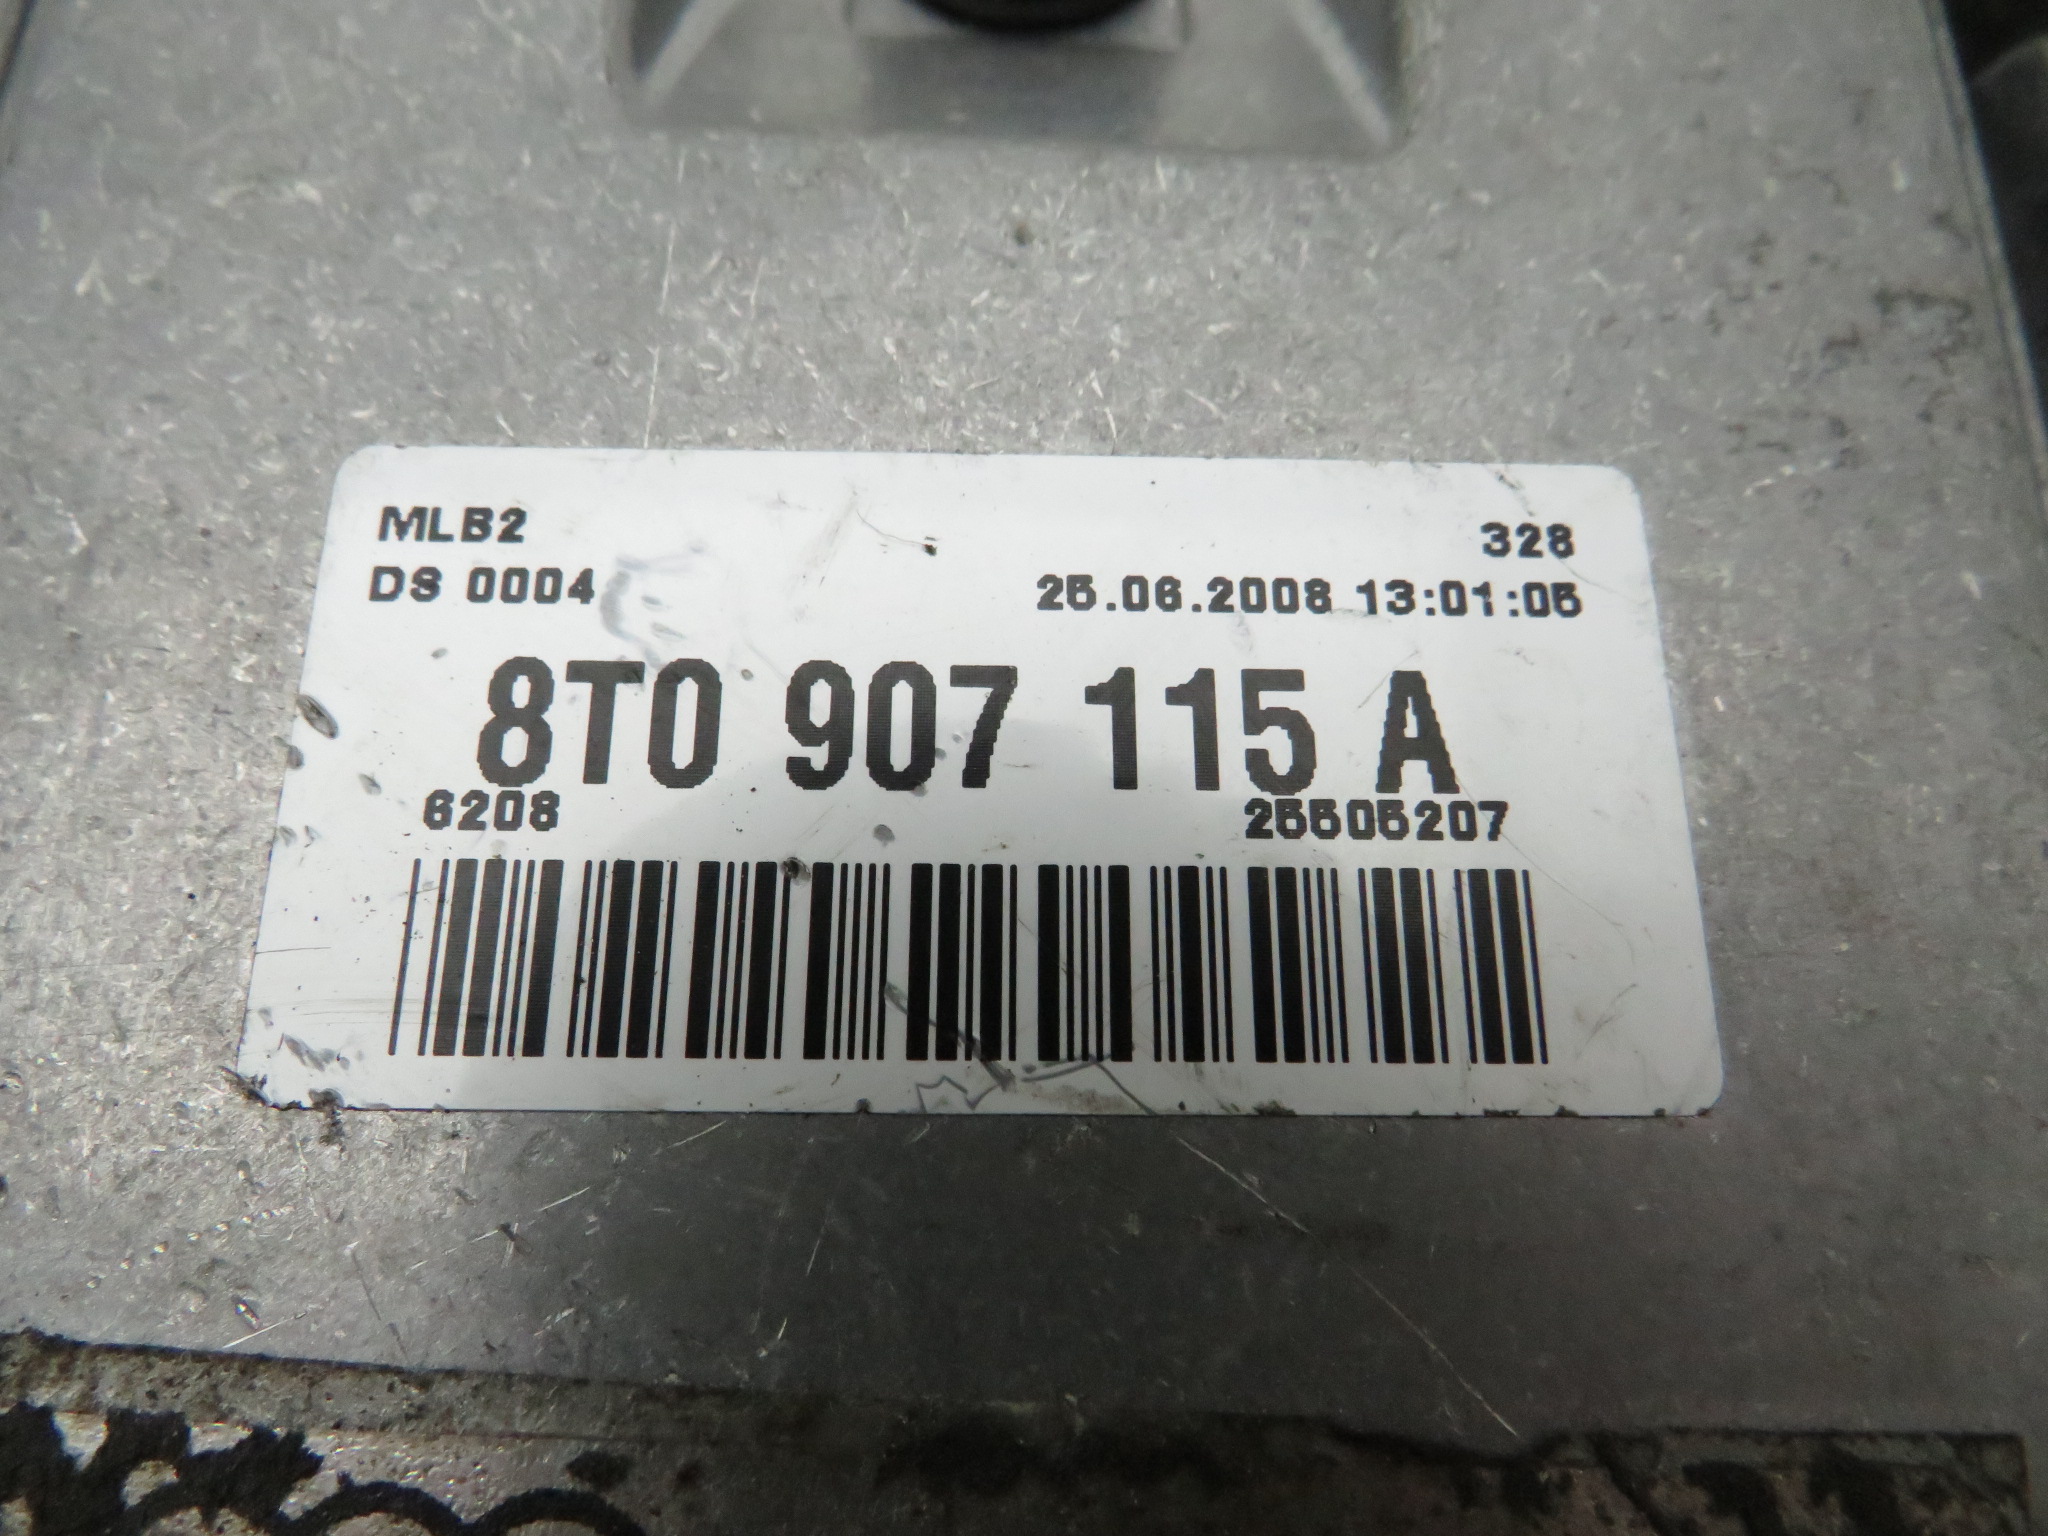 MLB2 328
DS 0004 25.06.2008 13:01:05
8T0 907 115 A
6208 25505207